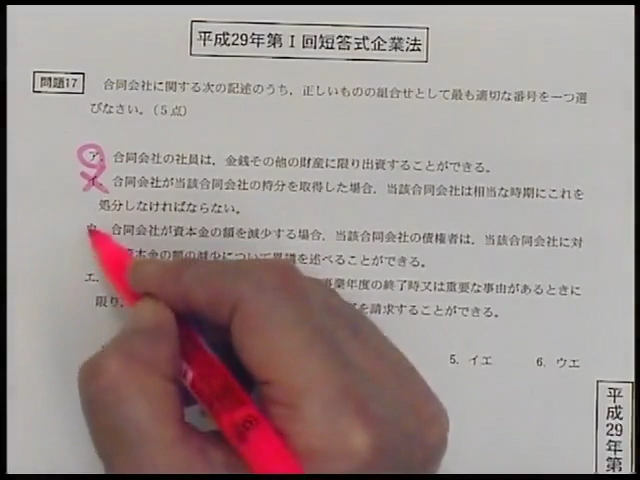 平成29年第Ⅰ回短答式企業法
問題17 合同会社に関する次の記述のうち，正しいものの組合せとして最も適切な番号を一つ選
びなさい。（５点）
ア．合同会社の社員は，金銭その他の財産に限り出資することができる。
イ．合同会社が当該合同会社の持分を取得した場合，当該合同会社は相当な時期にこれを
処分しなければならない。
合同会社が資本金の額を減少する場合，当該合同会社の債権者は，当該合同会社に対
資本金の額の減少について異議を述べることができる。
エ． 事業年度の終了時又は重要な事由があるときに
限り， を請求することができる。
5．イエ 6．ウエ
平成29年第